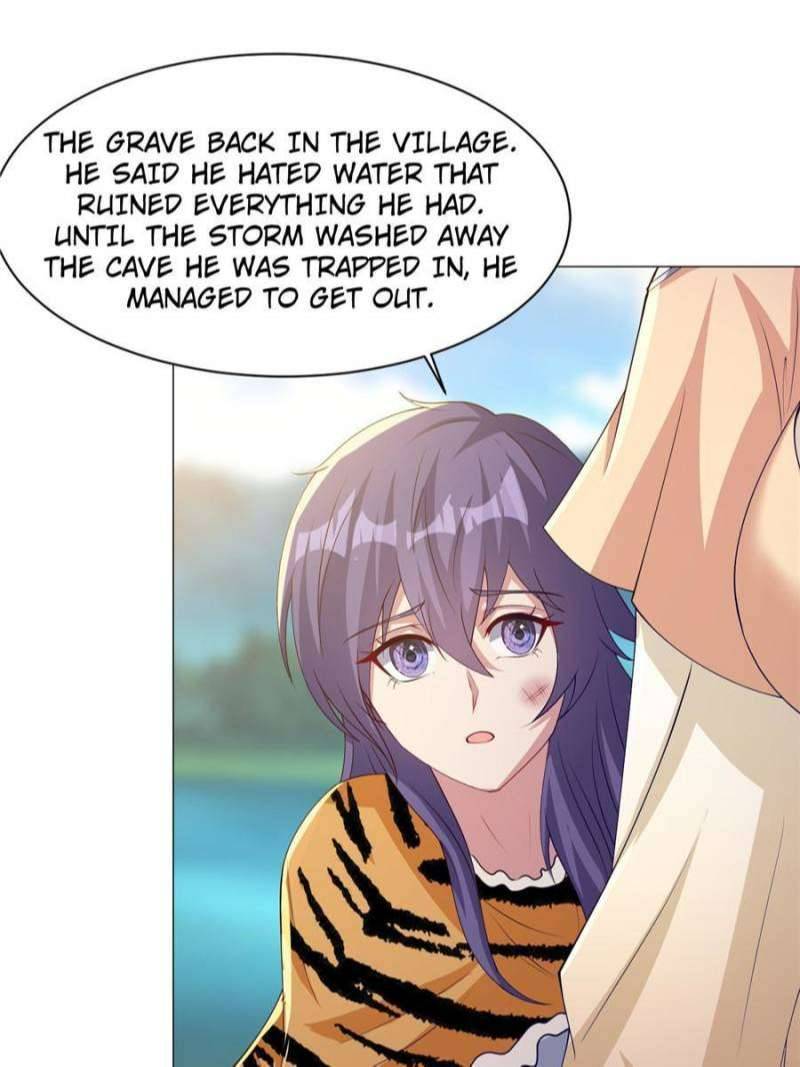 THE GRAVE BACK IN THE VILLAGE.
HE SAID HE HATED WATER THAT
RUINED EVERYTHING HE HAD.
UNTIL THE STORM WASHED AWAY
THE CAVE HE WAS TRAPPED IN, HE
MANAGED TO GET OUT.